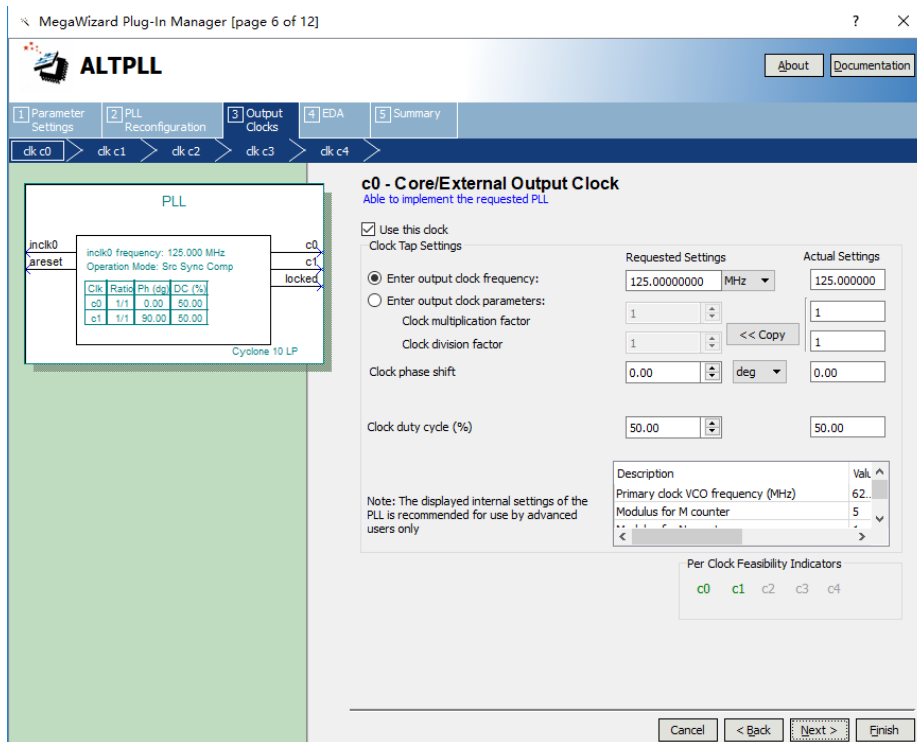 MegaWizard Plug-In Manager [page 6 of 12]
?
ALTPLL
About
Documentation
1 Parameter Settings
2 PLL Reconfiguration
3 Output Clocks
4 EDA
5 Summary
clk c0
clk c1
clk c2
clk c3
clk c4
PLL
inclk0
areset
c0
c1
locked
inclk0 frequency: 125.000 MHz
Operation Mode: Src Sync Comp
Clk Ratio Ph (dg) DC (%)
c0 1/1 0.00 50.00
c1 1/1 90.00 50.00
Cyclone 10 LP
c0 - Core/External Output Clock
Able to implement the requested PLL
Use this clock
Clock Tap Settings
Requested Settings
Actual Settings
Enter output clock frequency:
125.00000000
MHz
125.000000
Enter output clock parameters:
Clock multiplication factor
1
<< Copy
1
Clock division factor
1
1
Clock phase shift
0.00
deg
0.00
Clock duty cycle (%)
50.00
50.00
Note: The displayed internal settings of the
PLL is recommended for use by advanced
users only
Description
Primary clock VCO frequency (MHz) 62...
Modulus for M counter 5
Per Clock Feasibility Indicators
c0 c1 c2 c3 c4
Cancel
< Back
Next >
Finish